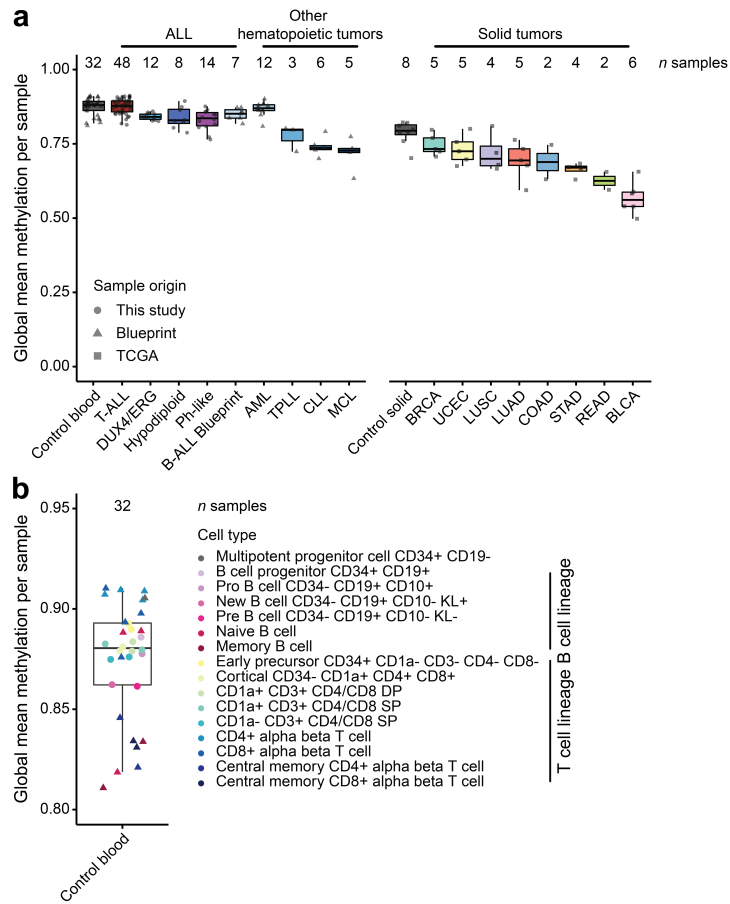 a
ALL
Other
hematopoietic tumors
Solid tumors
32 48 12 8 14 7 12 3 6 5 8 5 5 4 5 2 4 2 6 n samples
Global mean methylation per sample
1.00
0.75
0.50
0.25
0.00
Sample origin
This study
Blueprint
TCGA
Control blood
T-ALL
DUX4/ERG
Hypodiploid
Ph-like
B-ALL Blueprint
AML
TPLL
CLL
MCL
Control solid
BRCA
UCEC
LUSC
LUAD
COAD
STAD
READ
BLCA
b
Global mean methylation per sample
0.95
0.90
0.85
0.80
32
n samples
Control blood
Cell type
Multipotent progenitor cell CD34+ CD19-
B cell progenitor CD34+ CD19+
Pro B cell CD34- CD19+ CD10+
New B cell CD34- CD19+ CD10- KL+
Pre B cell CD34- CD19+ CD10- KL-
Naive B cell
Memory B cell
Early precursor CD34+ CD1a- CD3- CD4- CD8-
Cortical CD34- CD1a+ CD4+ CD8+
CD1a+ CD3+ CD4/CD8 DP
CD1a+ CD3+ CD4/CD8 SP
CD1a- CD3+ CD4/CD8 SP
CD4+ alpha beta T cell
CD8+ alpha beta T cell
Central memory CD4+ alpha beta T cell
Central memory CD8+ alpha beta T cell
B cell lineage
T cell lineage